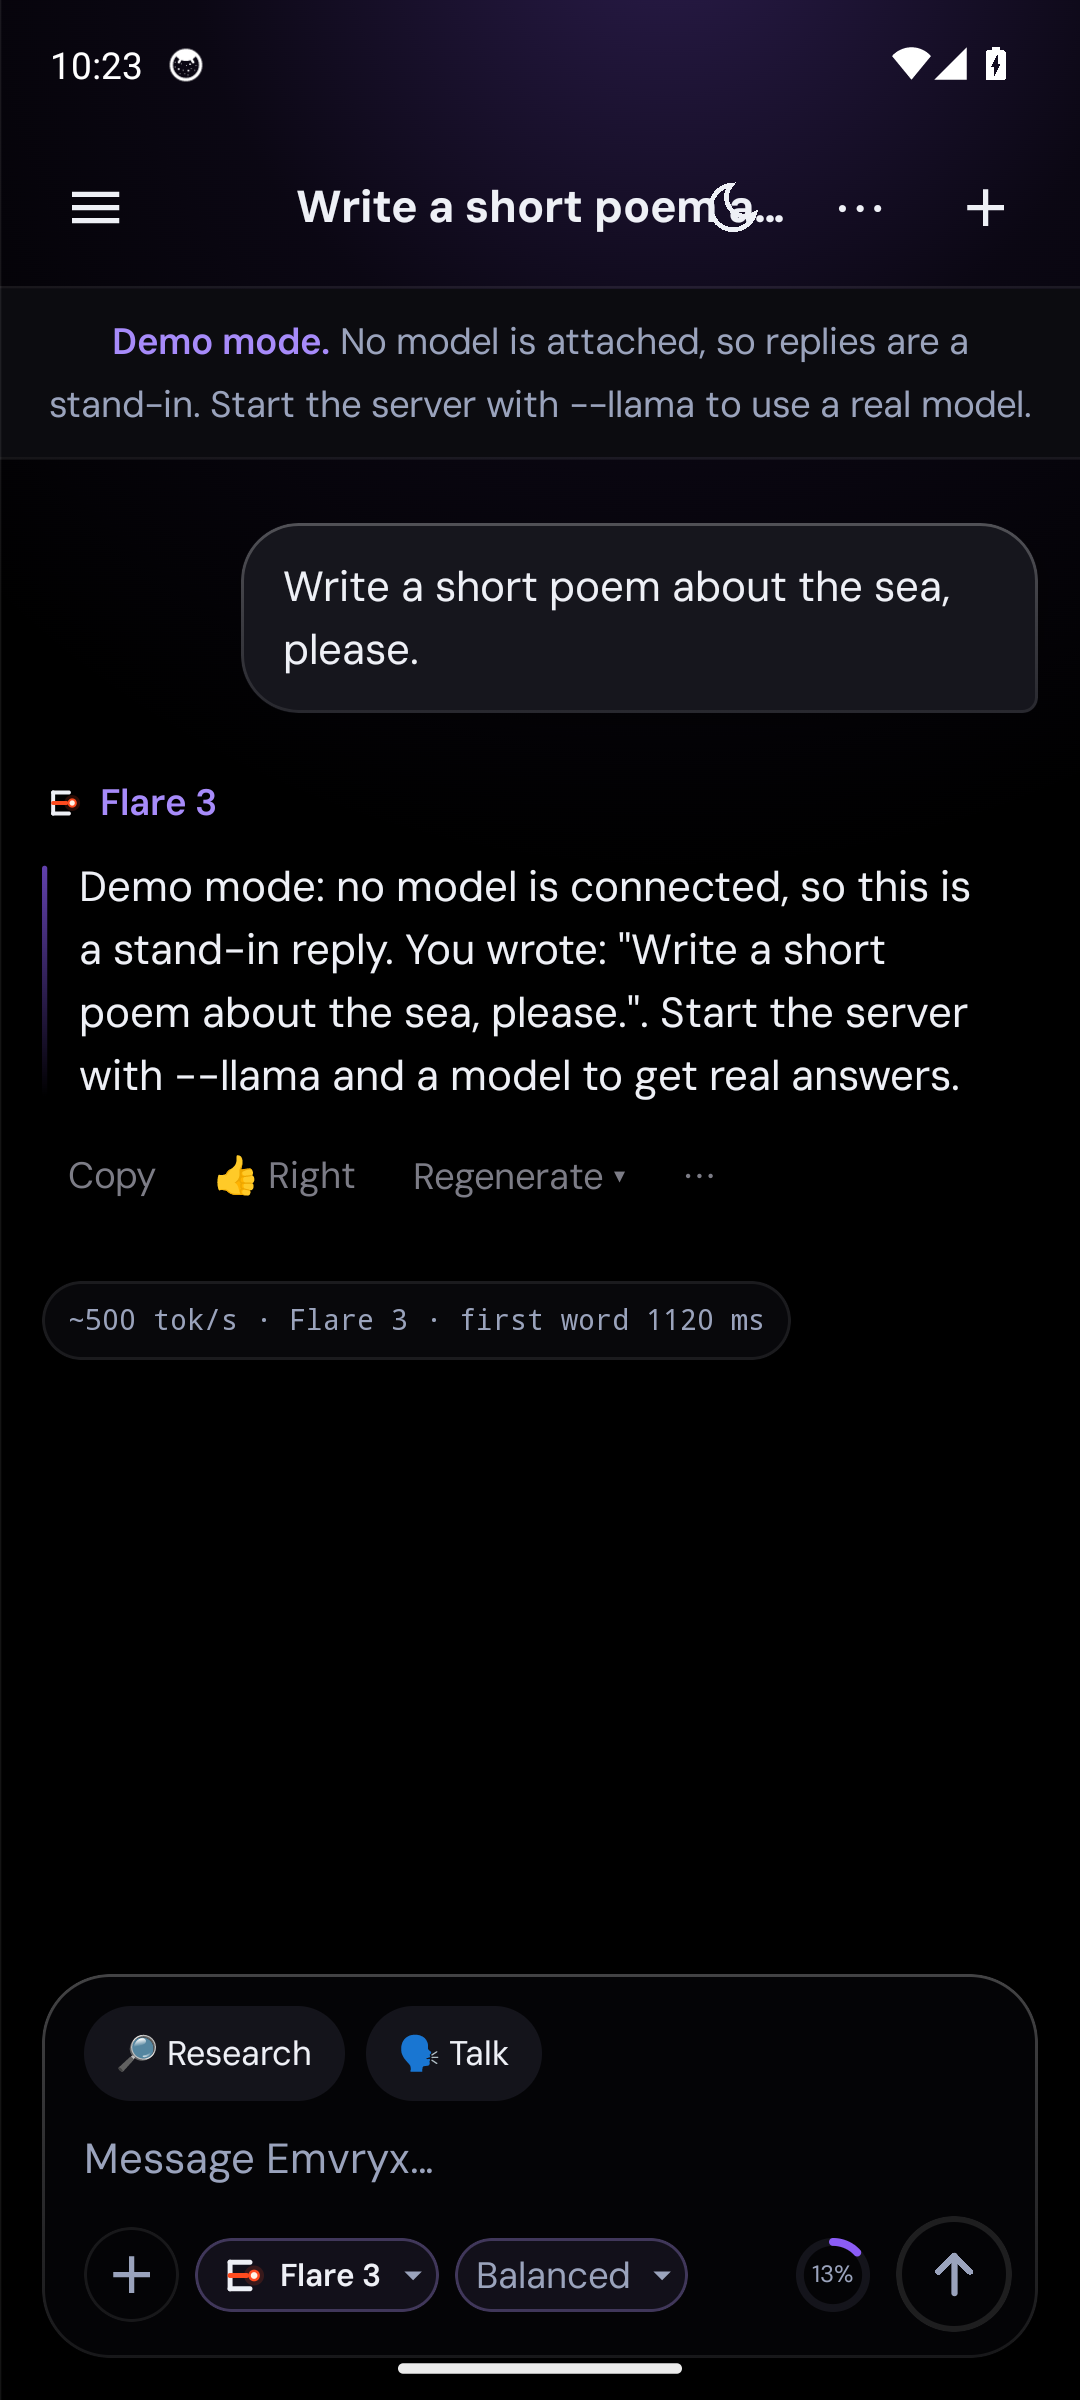 10:23
Write a short poem a...
Demo mode. No model is attached, so replies are a
stand-in. Start the server with --llama to use a real model.
Write a short poem about the sea,
please.
Flare 3
Demo mode: no model is connected, so this is
a stand-in reply. You wrote: "Write a short
poem about the sea, please.". Start the server
with --llama and a model to get real answers.
Copy 👍 Right Regenerate ▾ ...
~500 tok/s · Flare 3 · first word 1120 ms
🔎 Research 🗣 Talk
Message Emvryx...
Flare 3 Balanced 13%